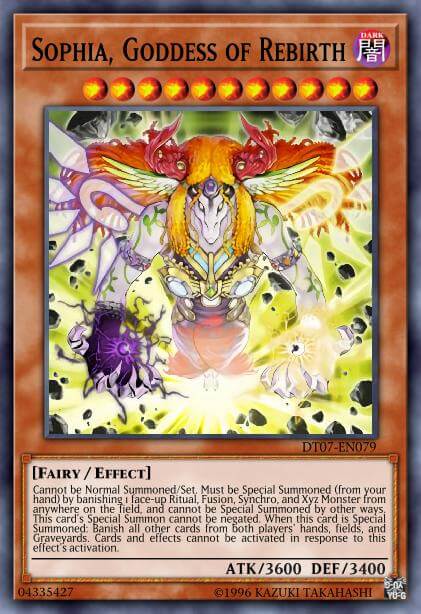 SOPHIA, GODDESS OF REBIRTH
DARK
闇
DT07-EN079
[FAIRY / EFFECT]
Cannot be Normal Summoned/Set. Must be Special Summoned (from your
hand) by banishing 1 face-up Ritual, Fusion, Synchro, and Xyz Monster from
anywhere on the field, and cannot be Special Summoned by other ways.
This card's Special Summon cannot be negated. When this card is Special
Summoned: Banish all other cards from both players' hands, fields, and
Graveyards. Cards and effects cannot be activated in response to this
effect's activation.
ATK/3600 DEF/3400
04335427
©1996 KAZUKI TAKAHASHI